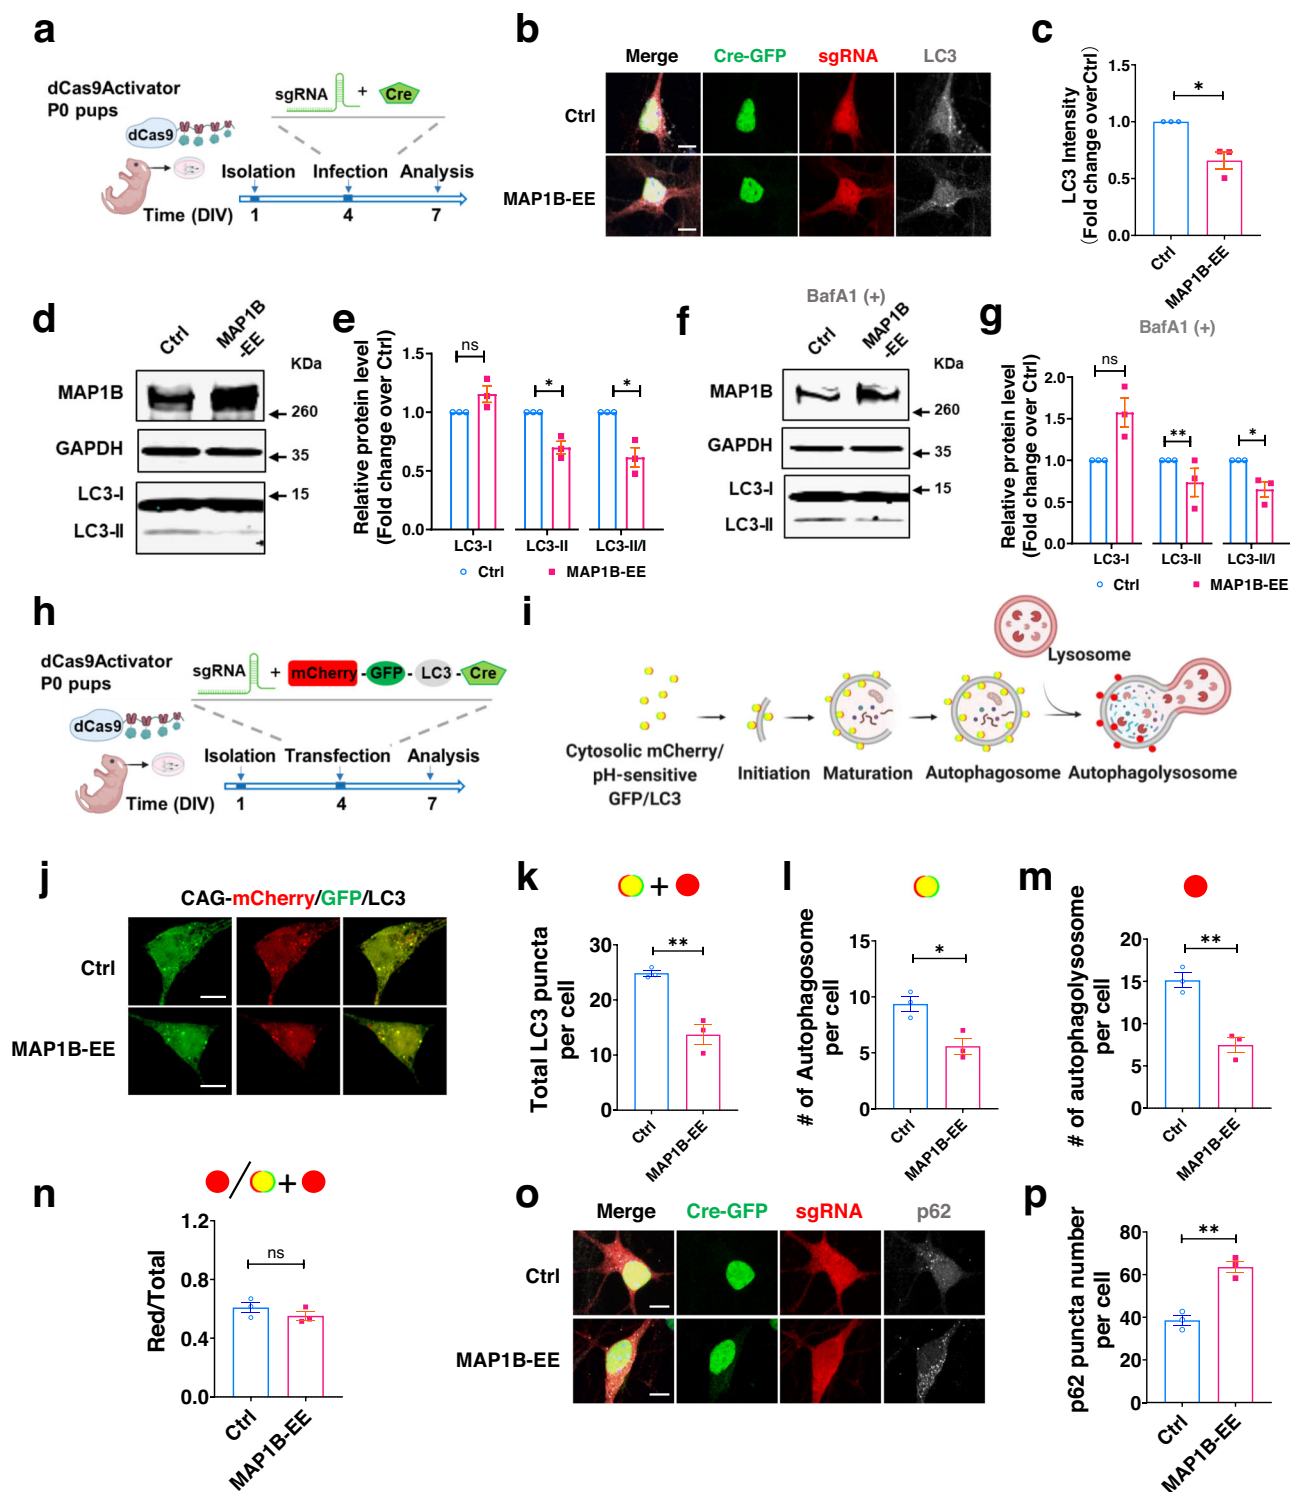 a
dCas9Activator
P0 pups
sgRNA + Cre
dCas9
Isolation Infection Analysis
Time (DIV) 1 4 7
b
Merge Cre-GFP sgRNA LC3
Ctrl
MAP1B-EE
c
LC3 Intensity
(Fold change overCtrl)
1.5
1.0
0.5
0.0
*
Ctrl
MAP1B-EE
d
Ctrl
MAP1B
-EE
KDa
MAP1B
260
GAPDH
35
LC3-I
15
LC3-II
e
Relative protein level
(Fold change over Ctrl)
1.5
1.0
0.5
0.0
ns
*
*
LC3-I LC3-II LC3-II/I
Ctrl MAP1B-EE
f
BafA1 (+)
Ctrl
MAP1B
-EE
KDa
MAP1B
260
GAPDH
35
LC3-I
15
LC3-II
g
BafA1 (+)
Relative protein level
(Fold change over Ctrl)
2.0
1.5
1.0
0.5
0.0
ns
**
*
LC3-I LC3-II LC3-II/I
Ctrl MAP1B-EE
h
dCas9Activator
P0 pups
sgRNA + mCherry - GFP - LC3 - Cre
dCas9
Isolation Transfection Analysis
Time (DIV) 1 4 7
i
Lysosome
Cytosolic mCherry/
pH-sensitive
GFP/LC3
Initiation Maturation Autophagosome Autophagolysosome
j
CAG-mCherry/GFP/LC3
Ctrl
MAP1B-EE
k
+
Total LC3 puncta
per cell
30
20
10
0
**
Ctrl
MAP1B-EE
l
# of Autophagosome
per cell
15
10
5
0
*
Ctrl
MAP1B-EE
m
# of autophagolysosome
per cell
20
15
10
5
0
**
Ctrl
MAP1B-EE
n
/ +
Red/Total
1.2
0.8
0.4
0.0
ns
Ctrl
MAP1B-EE
o
Merge Cre-GFP sgRNA p62
Ctrl
MAP1B-EE
p
p62 puncta number
per cell
80
60
40
20
0
**
Ctrl
MAP1B-EE